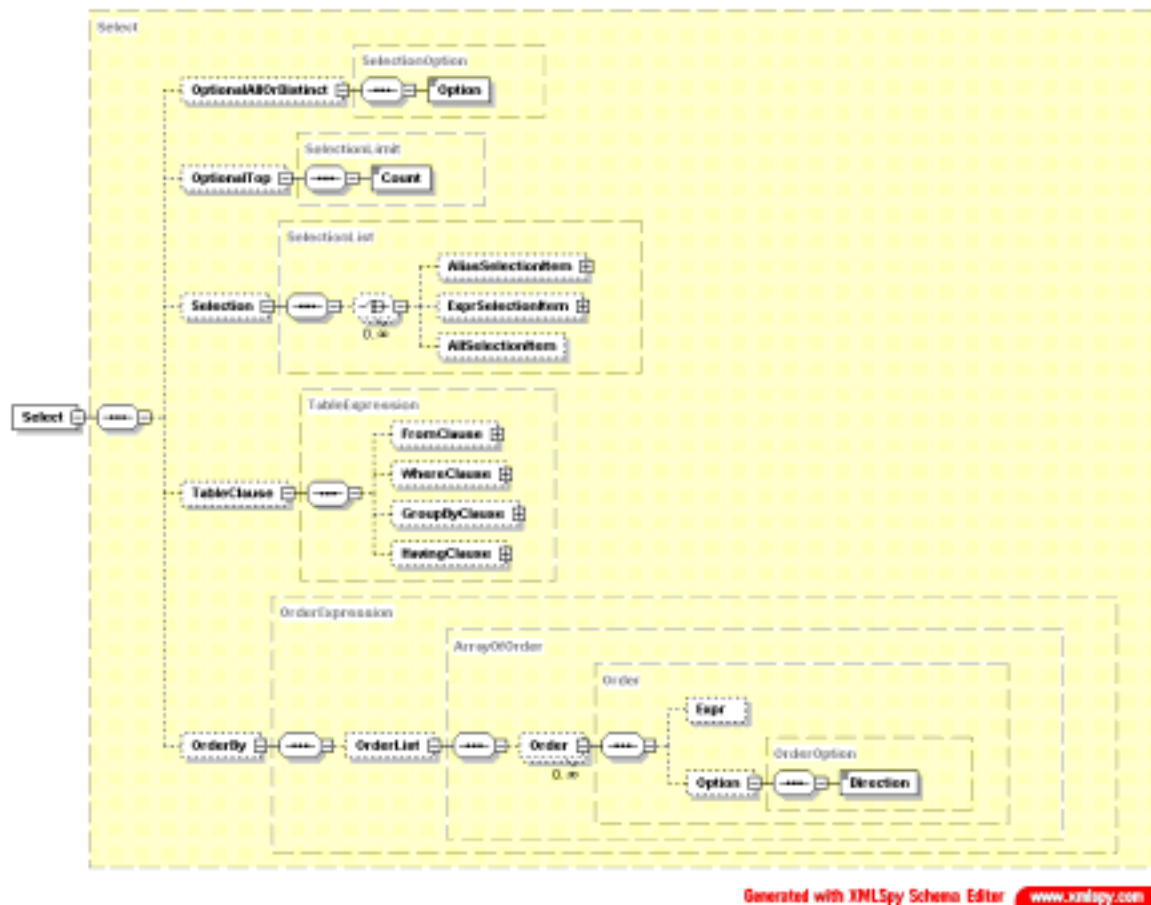 Select
SelectionOption
OptionalAllOrDistinct
Option
SelectionLimit
OptionalTop
Count
SelectionList
AliasSelectionItem
Selection
ExprSelectionItem
0..∞
AllSelectionItem
TableExpression
Select
FromClause
WhereClause
TableClause
GroupByClause
HavingClause
OrderExpression
ArrayOfOrder
Order
Expr
OrderBy
OrderList
Order
0..∞
OrderOption
Option
Direction
Generated with XMLSpy Schema Editer www.xmlspy.com